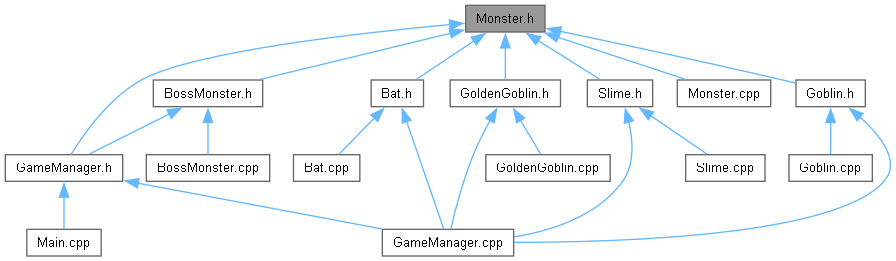 Monster.h
BossMonster.h
Bat.h
GoldenGoblin.h
Slime.h
Monster.cpp
Goblin.h
GameManager.h
BossMonster.cpp
Bat.cpp
GoldenGoblin.cpp
Slime.cpp
Goblin.cpp
Main.cpp
GameManager.cpp